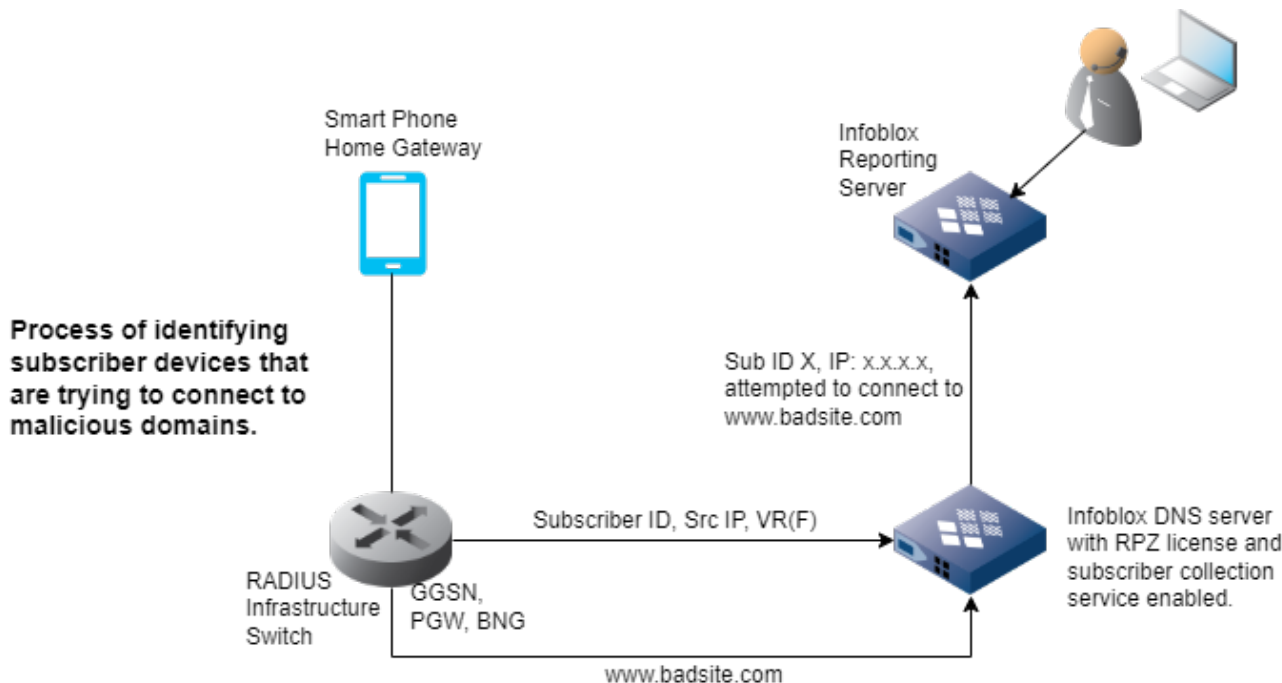 Smart Phone
Home Gateway
Infoblox
Reporting
Server
Process of identifying
subscriber devices that
are trying to connect to
malicious domains.
Sub ID X, IP: x.x.x.x,
attempted to connect to
www.badsite.com
Subscriber ID, Src IP, VR(F)
Infoblox DNS server
with RPZ license and
subscriber collection
service enabled.
RADIUS
Infrastructure
Switch
GGSN,
PGW, BNG
www.badsite.com